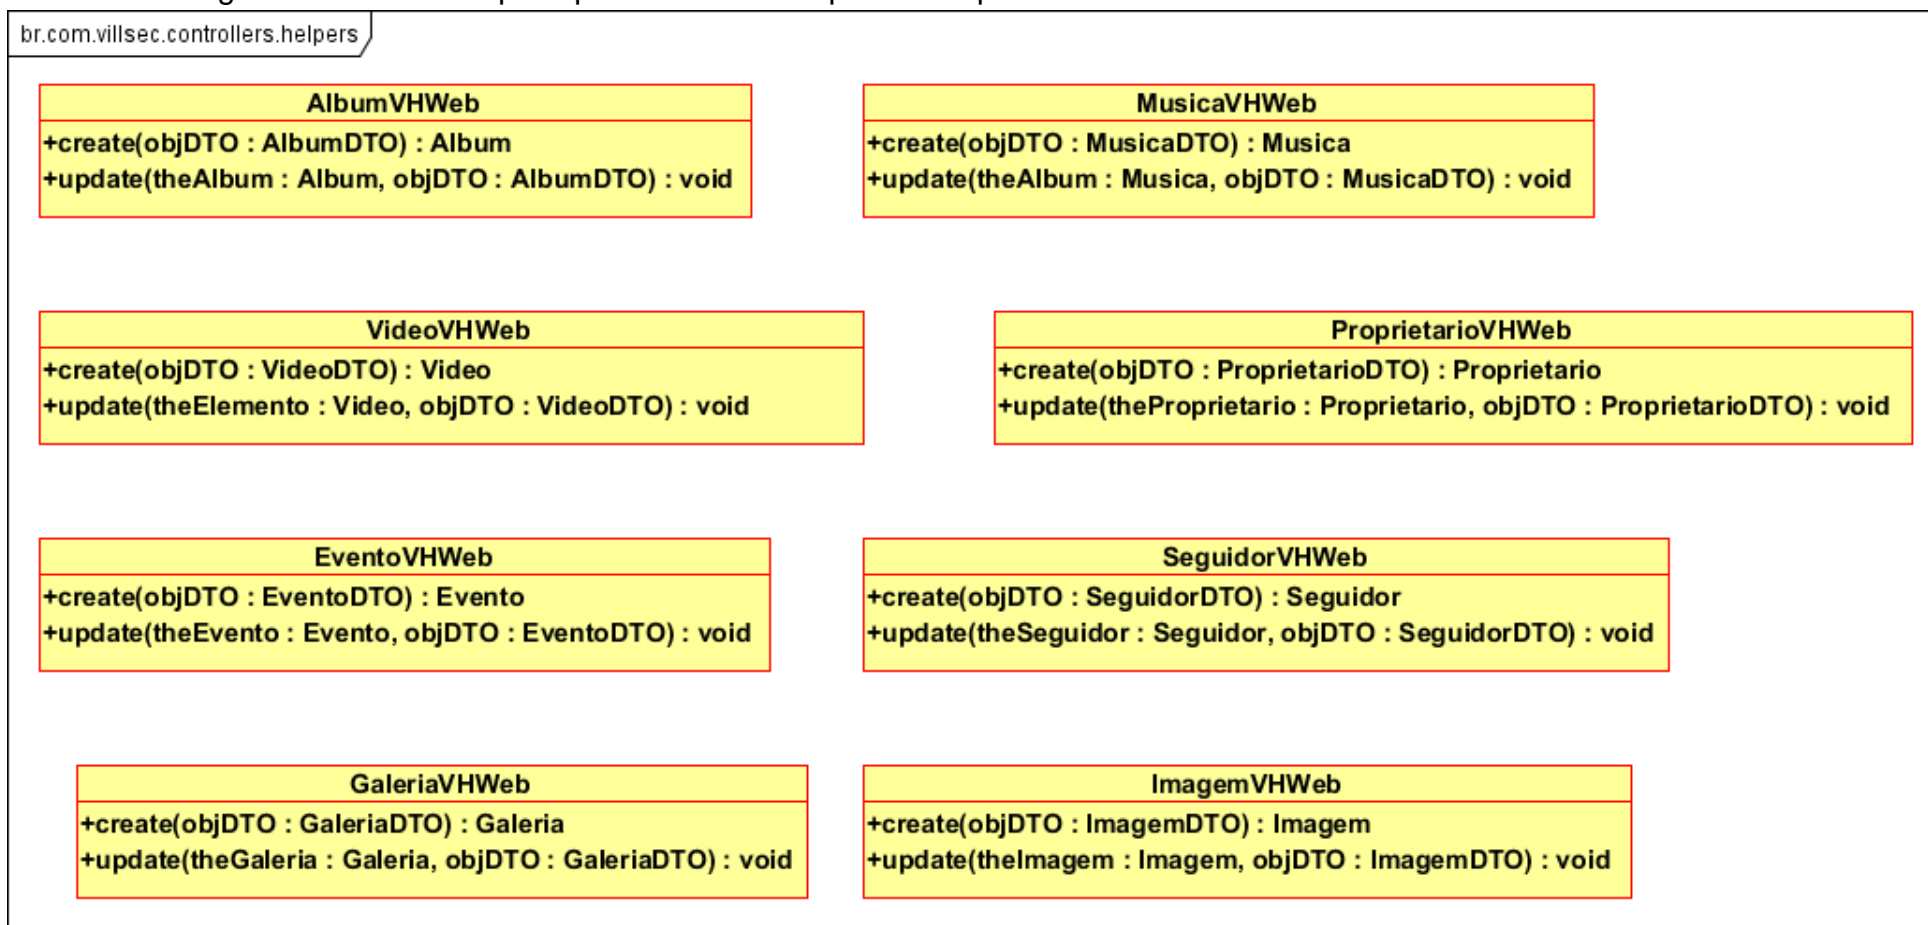 br.com.villsec.controllers.helpers
AlbumVHWeb
+create(objDTO : AlbumDTO) : Album
+update(theAlbum : Album, objDTO : AlbumDTO) : void
MusicaVHWeb
+create(objDTO : MusicaDTO) : Musica
+update(theAlbum : Musica, objDTO : MusicaDTO) : void
VideoVHWeb
+create(objDTO : VideoDTO) : Video
+update(theElemento : Video, objDTO : VideoDTO) : void
ProprietarioVHWeb
+create(objDTO : ProprietarioDTO) : Proprietario
+update(theProprietario : Proprietario, objDTO : ProprietarioDTO) : void
EventoVHWeb
+create(objDTO : EventoDTO) : Evento
+update(theEvento : Evento, objDTO : EventoDTO) : void
SeguidorVHWeb
+create(objDTO : SeguidorDTO) : Seguidor
+update(theSeguidor : Seguidor, objDTO : SeguidorDTO) : void
GaleriaVHWeb
+create(objDTO : GaleriaDTO) : Galeria
+update(theGaleria : Galeria, objDTO : GaleriaDTO) : void
ImagemVHWeb
+create(objDTO : ImagemDTO) : Imagem
+update(theImagem : Imagem, objDTO : ImagemDTO) : void